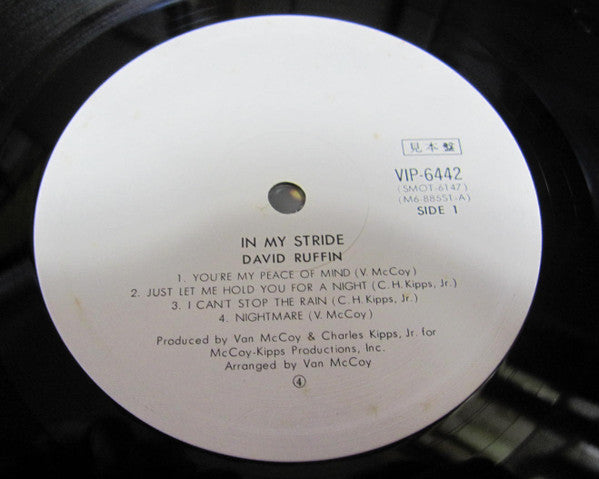 見本盤
VIP-6442
(SMOT-6147)
(M6-885ST-A)
SIDE 1
IN MY STRIDE
DAVID RUFFIN
1. YOU'RE MY PEACE OF MIND (V. McCoy)
2. JUST LET ME HOLD YOU FOR A NIGHT (C. H. Kipps, Jr.)
3. I CAN'T STOP THE RAIN (C. H. Kipps, Jr.)
4. NIGHTMARE (V. McCoy)
Produced by Van McCoy & Charles Kipps, Jr. for
McCoy-Kipps Productions, Inc.
Arranged by Van McCoy
④